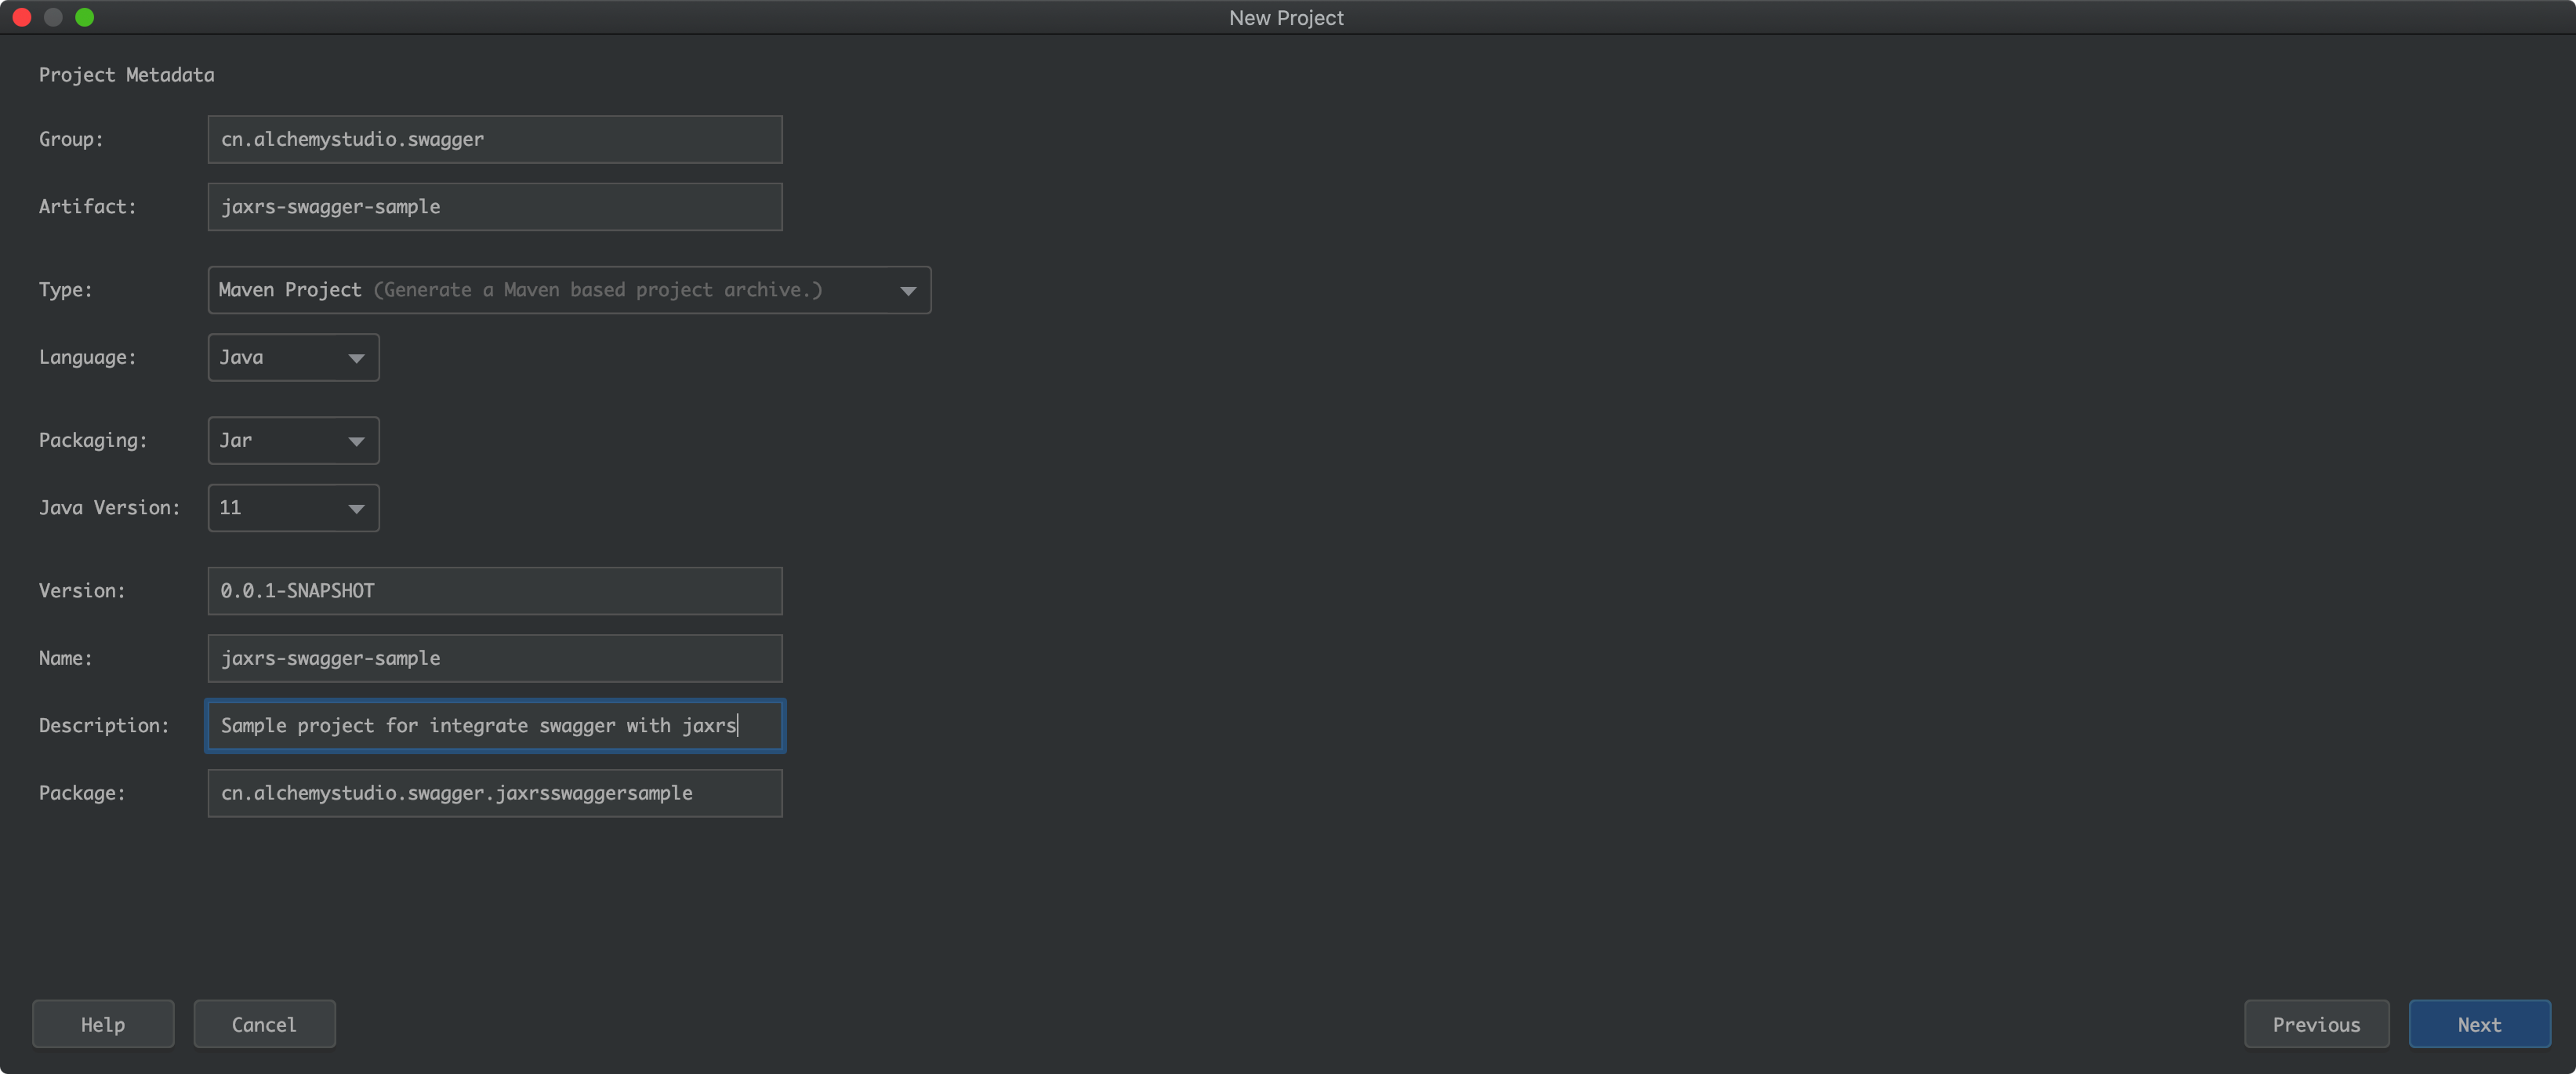 New Project
Project Metadata
Group: cn.alchemystudio.swagger
Artifact: jaxrs-swagger-sample
Type: Maven Project (Generate a Maven based project archive.)
Language: Java
Packaging: Jar
Java Version: 11
Version: 0.0.1-SNAPSHOT
Name: jaxrs-swagger-sample
Description: Sample project for integrate swagger with jaxrs
Package: cn.alchemystudio.swagger.jaxrsswaggersample
Help Cancel Previous Next